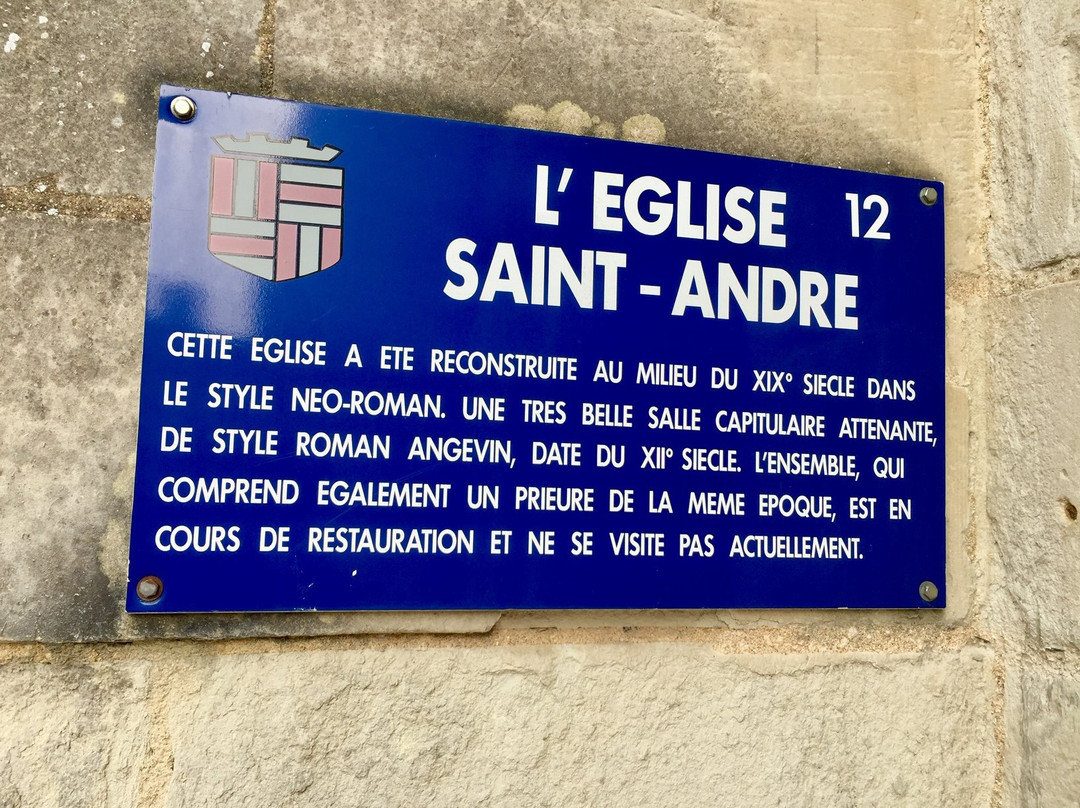 L' EGLISE 12
SAINT - ANDRE
CETTE EGLISE A ETE RECONSTRUITE AU MILIEU DU XIX° SIECLE DANS
LE STYLE NEO-ROMAN. UNE TRES BELLE SALLE CAPITULAIRE ATTENANTE,
DE STYLE ROMAN ANGEVIN, DATE DU XII° SIECLE. L'ENSEMBLE, QUI
COMPREND EGALEMENT UN PRIEURE DE LA MEME EPOQUE, EST EN
COURS DE RESTAURATION ET NE SE VISITE PAS ACTUELLEMENT.